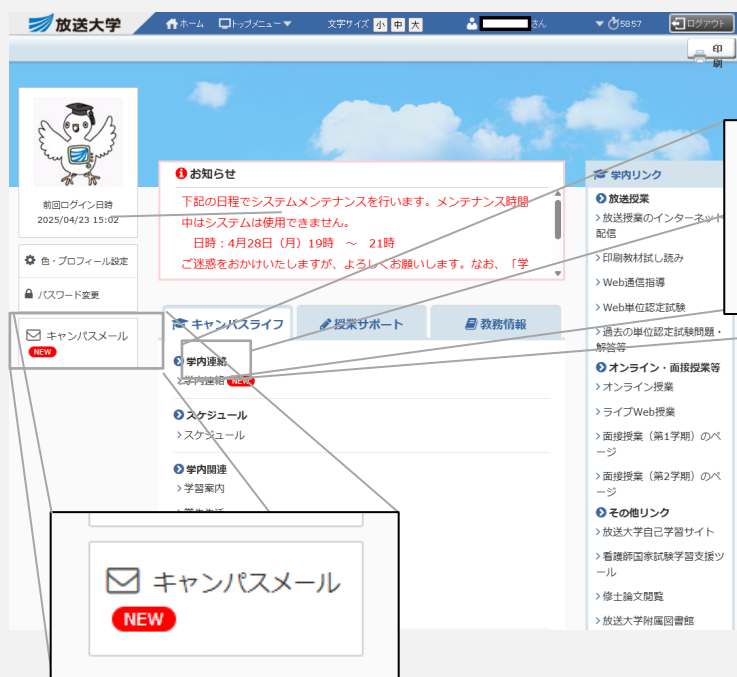 放送大学
ホーム トップメニュー▼ 文字サイズ 小 中 大 さん ▼ 58:57 ログアウト
印
刷
前回ログイン日時
2025/04/23 15:02
色・プロフィール設定
パスワード変更
キャンパスメール
NEW
お知らせ
下記の日程でシステムメンテナンスを行います。メンテナンス時間
中はシステムは使用できません。
日時：4月28日（月）19時 ～ 21時
ご迷惑をおかけいたしますが、よろしくお願いします。なお、「学
キャンパスライフ 授業サポート 教務情報
学内連絡
学内連絡 NEW
スケジュール
スケジュール
学内関連
学習案内
学内リンク
放送授業
放送授業のインターネット
配信
印刷教材試し読み
Web通信指導
Web単位認定試験
過去の単位認定試験問題・
解答等
オンライン・面接授業等
オンライン授業
ライブWeb授業
面接授業（第1学期）のペ
ージ
面接授業（第2学期）のペ
ージ
その他リンク
放送大学自己学習サイト
看護師国家試験学習支援ツ
ール
修士論文閲覧
放送大学附属図書館
キャンパスメール
NEW